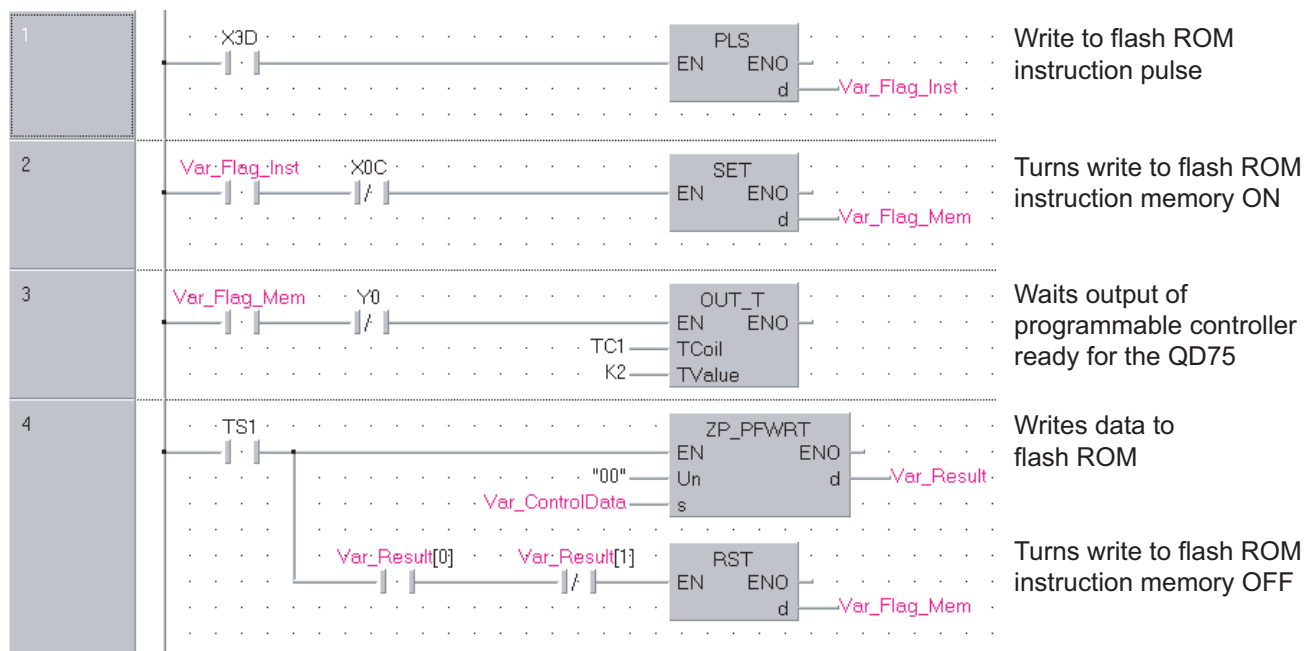 1
X3D
PLS
EN ENO
d
Var_Flag_Inst
Write to flash ROM
instruction pulse
2
Var_Flag_Inst X0C
SET
EN ENO
d
Var_Flag_Mem
Turns write to flash ROM
instruction memory ON
3
Var_Flag_Mem Y0
OUT_T
EN ENO
TC1 TCoil
K2 TValue
Waits output of
programmable controller
ready for the QD75
4
TS1
ZP_PFWRT
EN ENO
"00" Un d Var_Result
Var_ControlData s
Writes data to
flash ROM
Var_Result[0] Var_Result[1]
RST
EN ENO
d
Var_Flag_Mem
Turns write to flash ROM
instruction memory OFF